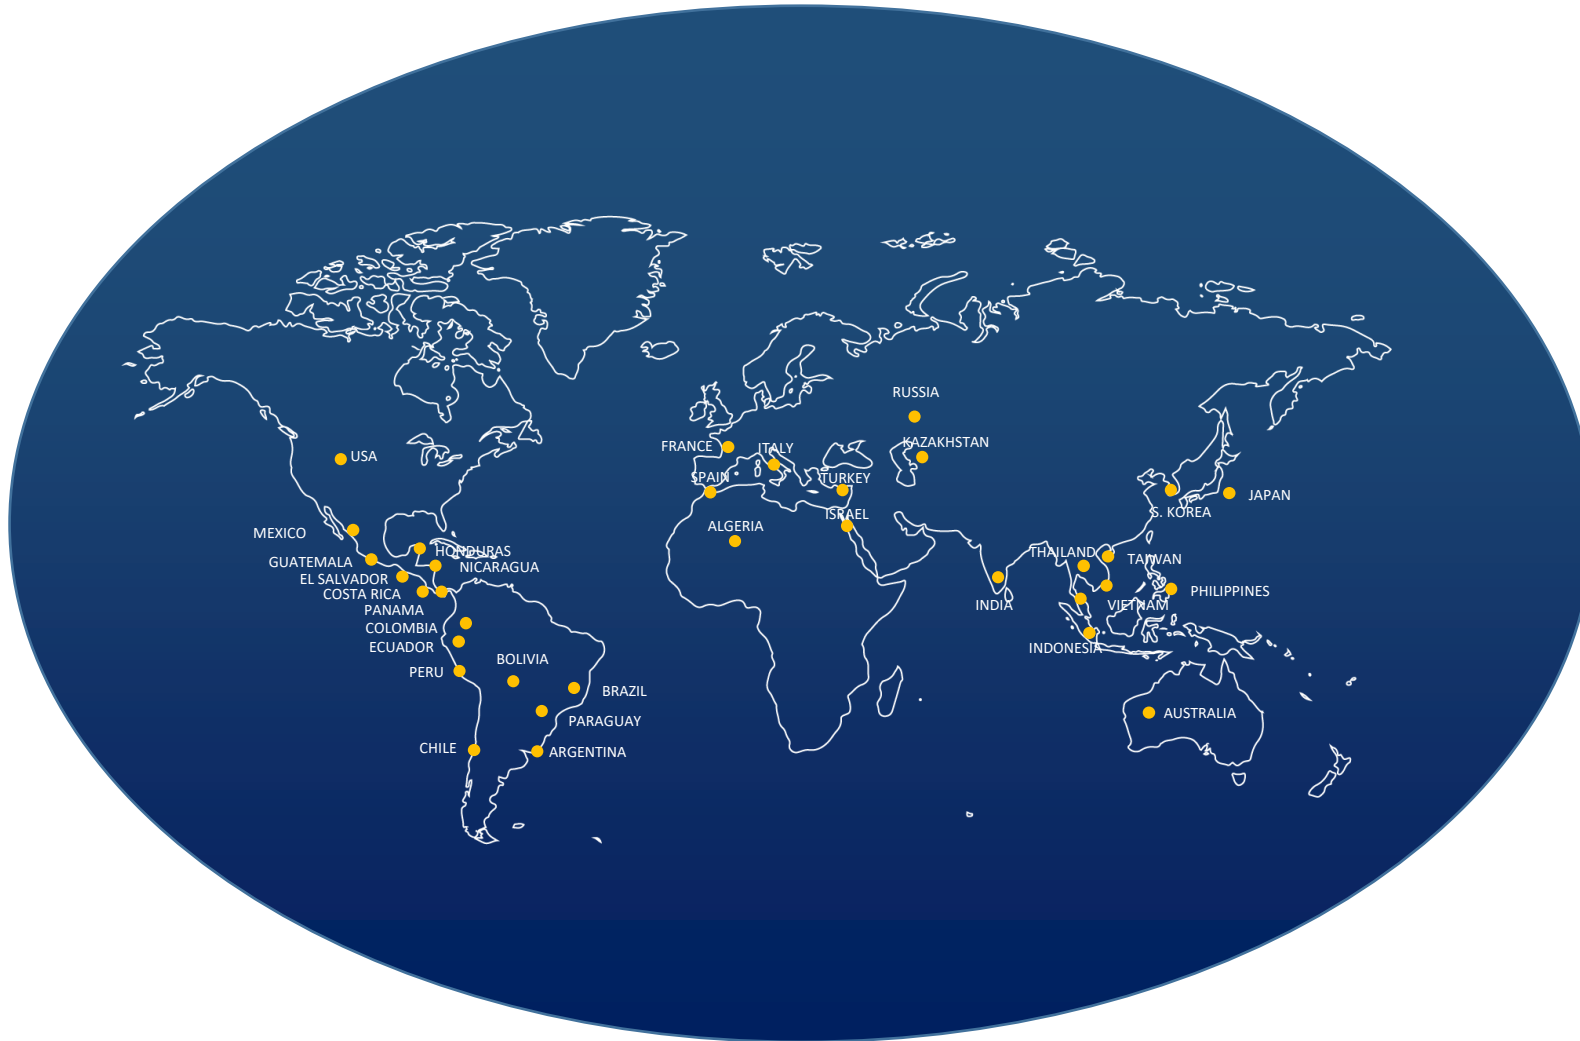 RUSSIA
KAZAKHSTAN
FRANCE
ITALY
USA
SPAIN
TURKEY
JAPAN
S. KOREA
ISRAEL
ALGERIA
MEXICO
HONDURAS
THAILAND
TAIWAN
GUATEMALA
NICARAGUA
EL SALVADOR
COSTA RICA
PHILIPPINES
INDIA
VIETNAM
PANAMA
COLOMBIA
ECUADOR
INDONESIA
BOLIVIA
PERU
BRAZIL
AUSTRALIA
PARAGUAY
CHILE
ARGENTINA